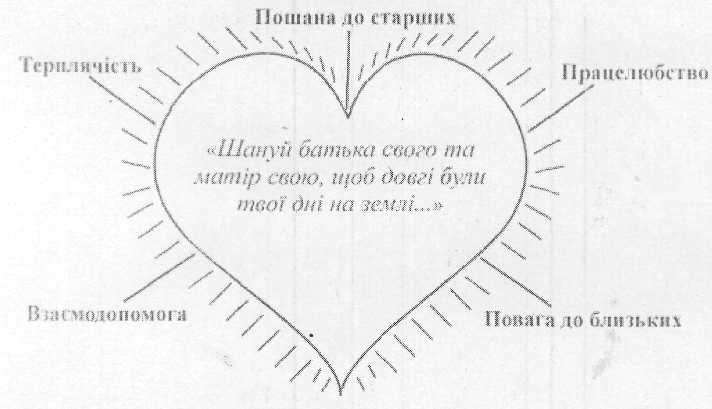 Пошана до старших
Терплячість
Працелюбство
«Шануй батька свого та
матір свою, щоб довгі були
твої дні на землі...»
Взаємодопомога
Повага до близьких